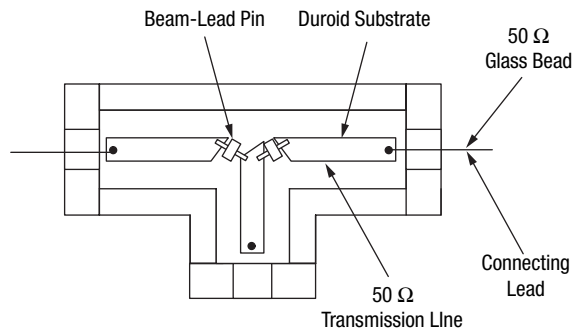 Beam-Lead Pin
Duroid Substrate
50 Ω
Glass Bead
50 Ω
Transmission LIne
Connecting
Lead